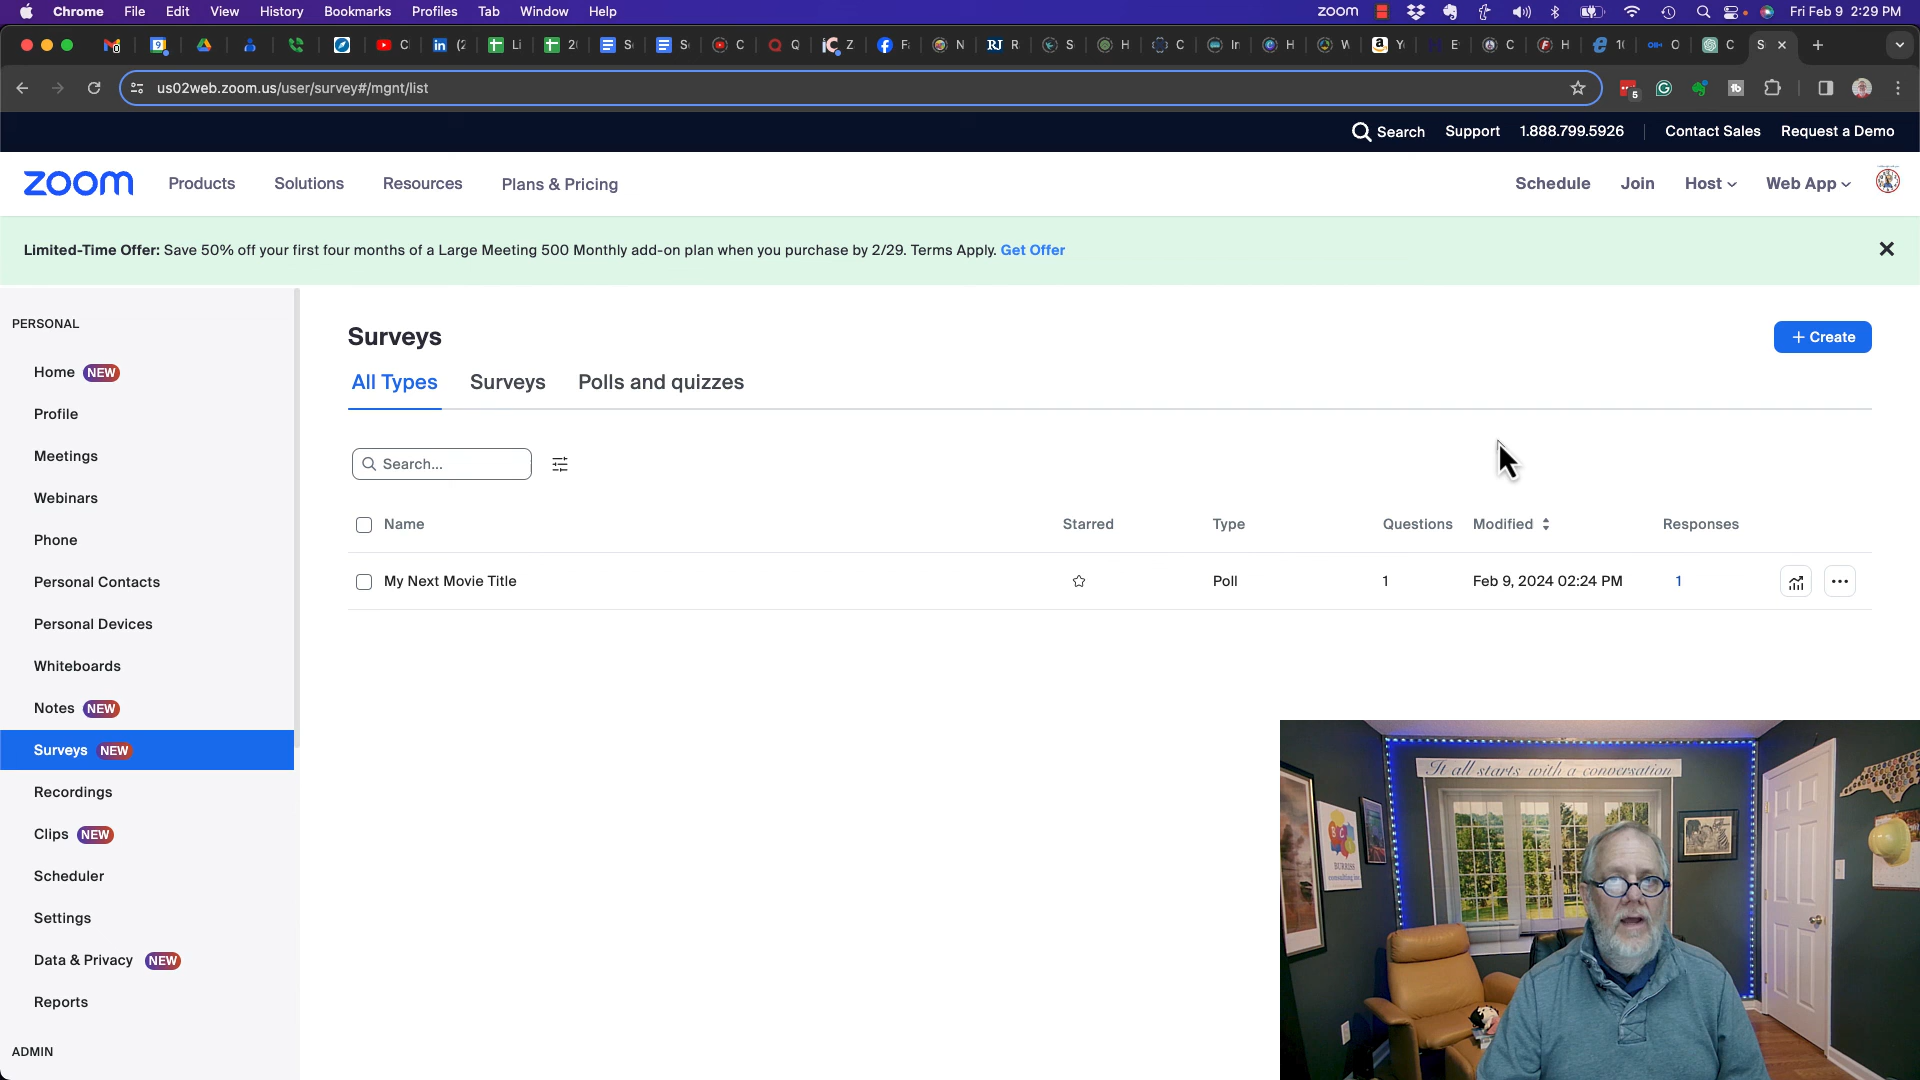 Chrome File Edit View History Bookmarks Profiles Tab Window Help zoom Fri Feb 9 2:29 PM
us02web.zoom.us/user/survey#/mgnt/list
Search Support 1.888.799.5926 Contact Sales Request a Demo
zoom Products Solutions Resources Plans & Pricing Schedule Join Host Web App
Limited-Time Offer: Save 50% off your first four months of a Large Meeting 500 Monthly add-on plan when you purchase by 2/29. Terms Apply. Get Offer
PERSONAL
Home NEW
Profile
Meetings
Webinars
Phone
Personal Contacts
Personal Devices
Whiteboards
Notes NEW
Surveys NEW
Recordings
Clips NEW
Scheduler
Settings
Data & Privacy NEW
Reports
ADMIN
Surveys
+ Create
All Types Surveys Polls and quizzes
Search...
Name Starred Type Questions Modified Responses
My Next Movie Title Poll 1 Feb 9, 2024 02:24 PM 1
It all starts with a conversation
BURRISS
consulting, inc.